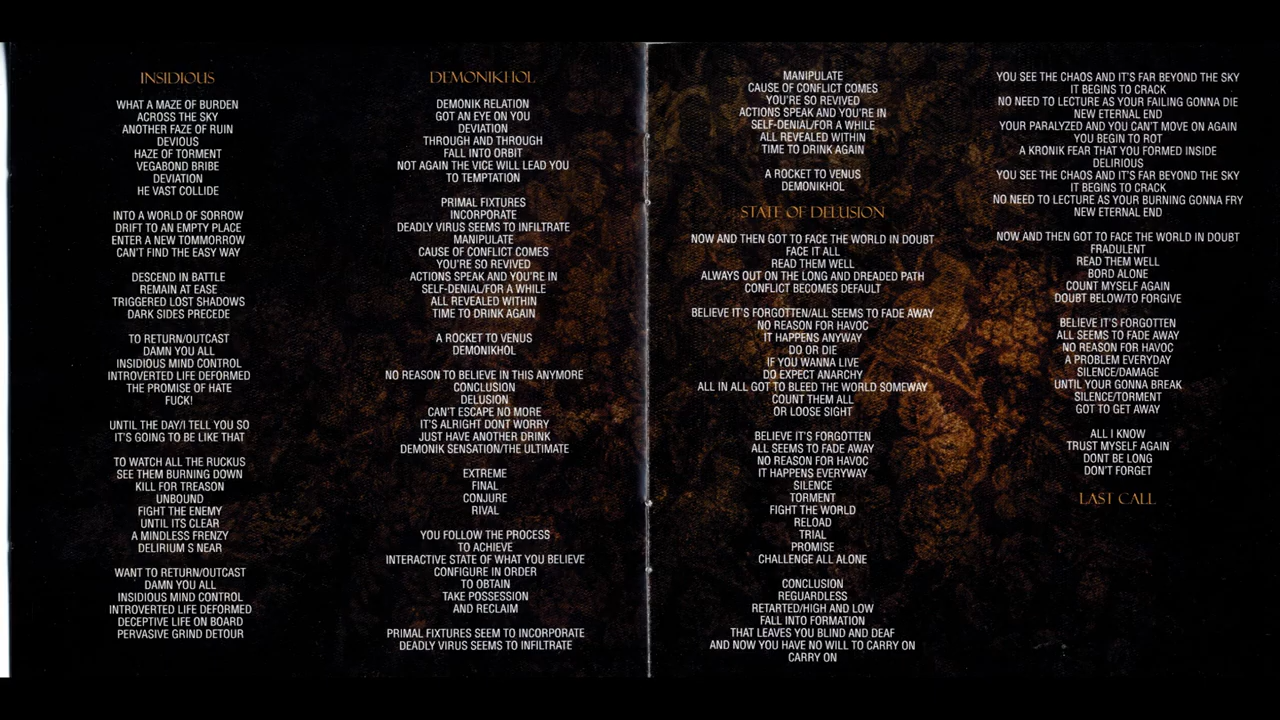 INSIDIOUS
WHAT A MAZE OF BURDEN
ACROSS THE SKY
ANOTHER FAZE OF RUIN
DEVIOUS
HAZE OF TORMENT
VEGABOND BRIBE
DEVIATION
HE VAST COLLIDE
INTO A WORLD OF SORROW
DRIFT TO AN EMPTY PLACE
ENTER A NEW TOMMORROW
CAN'T FIND THE EASY WAY
DESCEND IN BATTLE
REMAIN AT EASE
TRIGGERED LOST SHADOWS
DARK SIDES PRECEDE
TO RETURN/OUTCAST
DAMN YOU ALL
INSIDIOUS MIND CONTROL
INTROVERTED LIFE DEFORMED
THE PROMISE OF HATE
FUCK!
UNTIL THE DAY/I TELL YOU SO
IT'S GOING TO BE LIKE THAT
TO WATCH ALL THE RUCKUS
SEE THEM BURNING DOWN
KILL FOR TREASON
UNBOUND
FIGHT THE ENEMY
UNTIL ITS CLEAR
A MINDLESS FRENZY
DELIRIUM S NEAR
WANT TO RETURN/OUTCAST
DAMN YOU ALL
INSIDIOUS MIND CONTROL
INTROVERTED LIFE DEFORMED
DECEPTIVE LIFE ON BOARD
PERVASIVE GRIND DETOUR
DEMONIKHOL
DEMONIK RELATION
GOT AN EYE ON YOU
DEVIATION
THROUGH AND THROUGH
FALL INTO ORBIT
NOT AGAIN THE VICE WILL LEAD YOU
TO TEMPTATION
PRIMAL FIXTURES
INCORPORATE
DEADLY VIRUS SEEMS TO INFILTRATE
MANIPULATE
CAUSE OF CONFLICT COMES
YOU'RE SO REVIVED
ACTIONS SPEAK AND YOU'RE IN
SELF-DENIAL/FOR A WHILE
ALL REVEALED WITHIN
TIME TO DRINK AGAIN
A ROCKET TO VENUS
DEMONIKHOL
NO REASON TO BELIEVE IN THIS ANYMORE
CONCLUSION
DELUSION
CAN'T ESCAPE NO MORE
IT'S ALRIGHT DONT WORRY
JUST HAVE ANOTHER DRINK
DEMONIK SENSATION/THE ULTIMATE
EXTREME
FINAL
CONJURE
RIVAL
YOU FOLLOW THE PROCESS
TO ACHIEVE
INTERACTIVE STATE OF WHAT YOU BELIEVE
CONFIGURE IN ORDER
TO OBTAIN
TAKE POSSESSION
AND RECLAIM
PRIMAL FIXTURES SEEM TO INCORPORATE
DEADLY VIRUS SEEMS TO INFILTRATE
MANIPULATE
CAUSE OF CONFLICT COMES
YOU'RE SO REVIVED
ACTIONS SPEAK AND YOU'RE IN
SELF-DENIAL/FOR A WHILE
ALL REVEALED WITHIN
TIME TO DRINK AGAIN
A ROCKET TO VENUS
DEMONIKHOL
STATE OF DELUSION
NOW AND THEN GOT TO FACE THE WORLD IN DOUBT
FACE IT ALL
READ THEM WELL
ALWAYS OUT ON THE LONG AND DREADED PATH
CONFLICT BECOMES DEFAULT
BELIEVE IT'S FORGOTTEN/ALL SEEMS TO FADE AWAY
NO REASON FOR HAVOC
IT HAPPENS ANYWAY
DO OR DIE
IF YOU WANNA LIVE
DO EXPECT ANARCHY
ALL IN ALL GOT TO BLEED THE WORLD SOMEWAY
COUNT THEM ALL
OR LOOSE SIGHT
BELIEVE IT'S FORGOTTEN
ALL SEEMS TO FADE AWAY
NO REASON FOR HAVOC
IT HAPPENS EVERYWAY
SILENCE
TORMENT
FIGHT THE WORLD
RELOAD
TRIAL
PROMISE
CHALLENGE ALL ALONE
CONCLUSION
REGUARDLESS
RETARTED/HIGH AND LOW
FALL INTO FORMATION
THAT LEAVES YOU BLIND AND DEAF
AND NOW YOU HAVE NO WILL TO CARRY ON
CARRY ON
YOU SEE THE CHAOS AND IT'S FAR BEYOND THE SKY
IT BEGINS TO CRACK
NO NEED TO LECTURE AS YOUR FAILING GONNA DIE
NEW ETERNAL END
YOUR PARALYZED AND YOU CAN'T MOVE ON AGAIN
YOU BEGIN TO ROT
A KRONIK FEAR THAT YOU FORMED INSIDE
DELIRIOUS
YOU SEE THE CHAOS AND IT'S FAR BEYOND THE SKY
IT BEGINS TO CRACK
NO NEED TO LECTURE AS YOUR BURNING GONNA FRY
NEW ETERNAL END
NOW AND THEN GOT TO FACE THE WORLD IN DOUBT
FRADULENT
READ THEM WELL
BORD ALONE
COUNT MYSELF AGAIN
DOUBT BELOW/TO FORGIVE
BELIEVE IT'S FORGOTTEN
ALL SEEMS TO FADE AWAY
NO REASON FOR HAVOC
A PROBLEM EVERYDAY
SILENCE/DAMAGE
UNTIL YOUR GONNA BREAK
SILENCE/TORMENT
GOT TO GET AWAY
ALL I KNOW
TRUST MYSELF AGAIN
DONT BE LONG
DON'T FORGET
LAST CALL